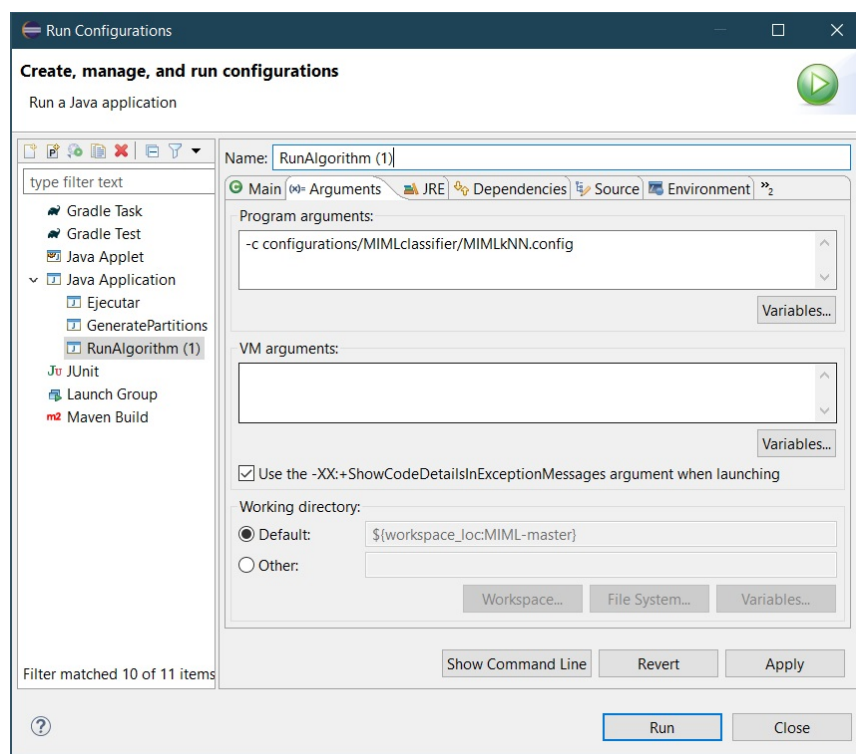 Run Configurations
Create, manage, and run configurations
Run a Java application
type filter text
Gradle Task
Gradle Test
Java Applet
Java Application
Ejecutar
GeneratePartitions
RunAlgorithm (1)
Ju JUnit
Launch Group
m2 Maven Build
Filter matched 10 of 11 items
Name: RunAlgorithm (1)
Main (x)= Arguments JRE Dependencies Source Environment »2
Program arguments:
-c configurations/MIMLclassifier/MIMLkNN.config
Variables...
VM arguments:
Variables...
Use the -XX:+ShowCodeDetailsInExceptionMessages argument when launching
Working directory:
Default: ${workspace_loc:MIML-master}
Other:
Workspace... File System... Variables...
Show Command Line Revert Apply
? Run Close